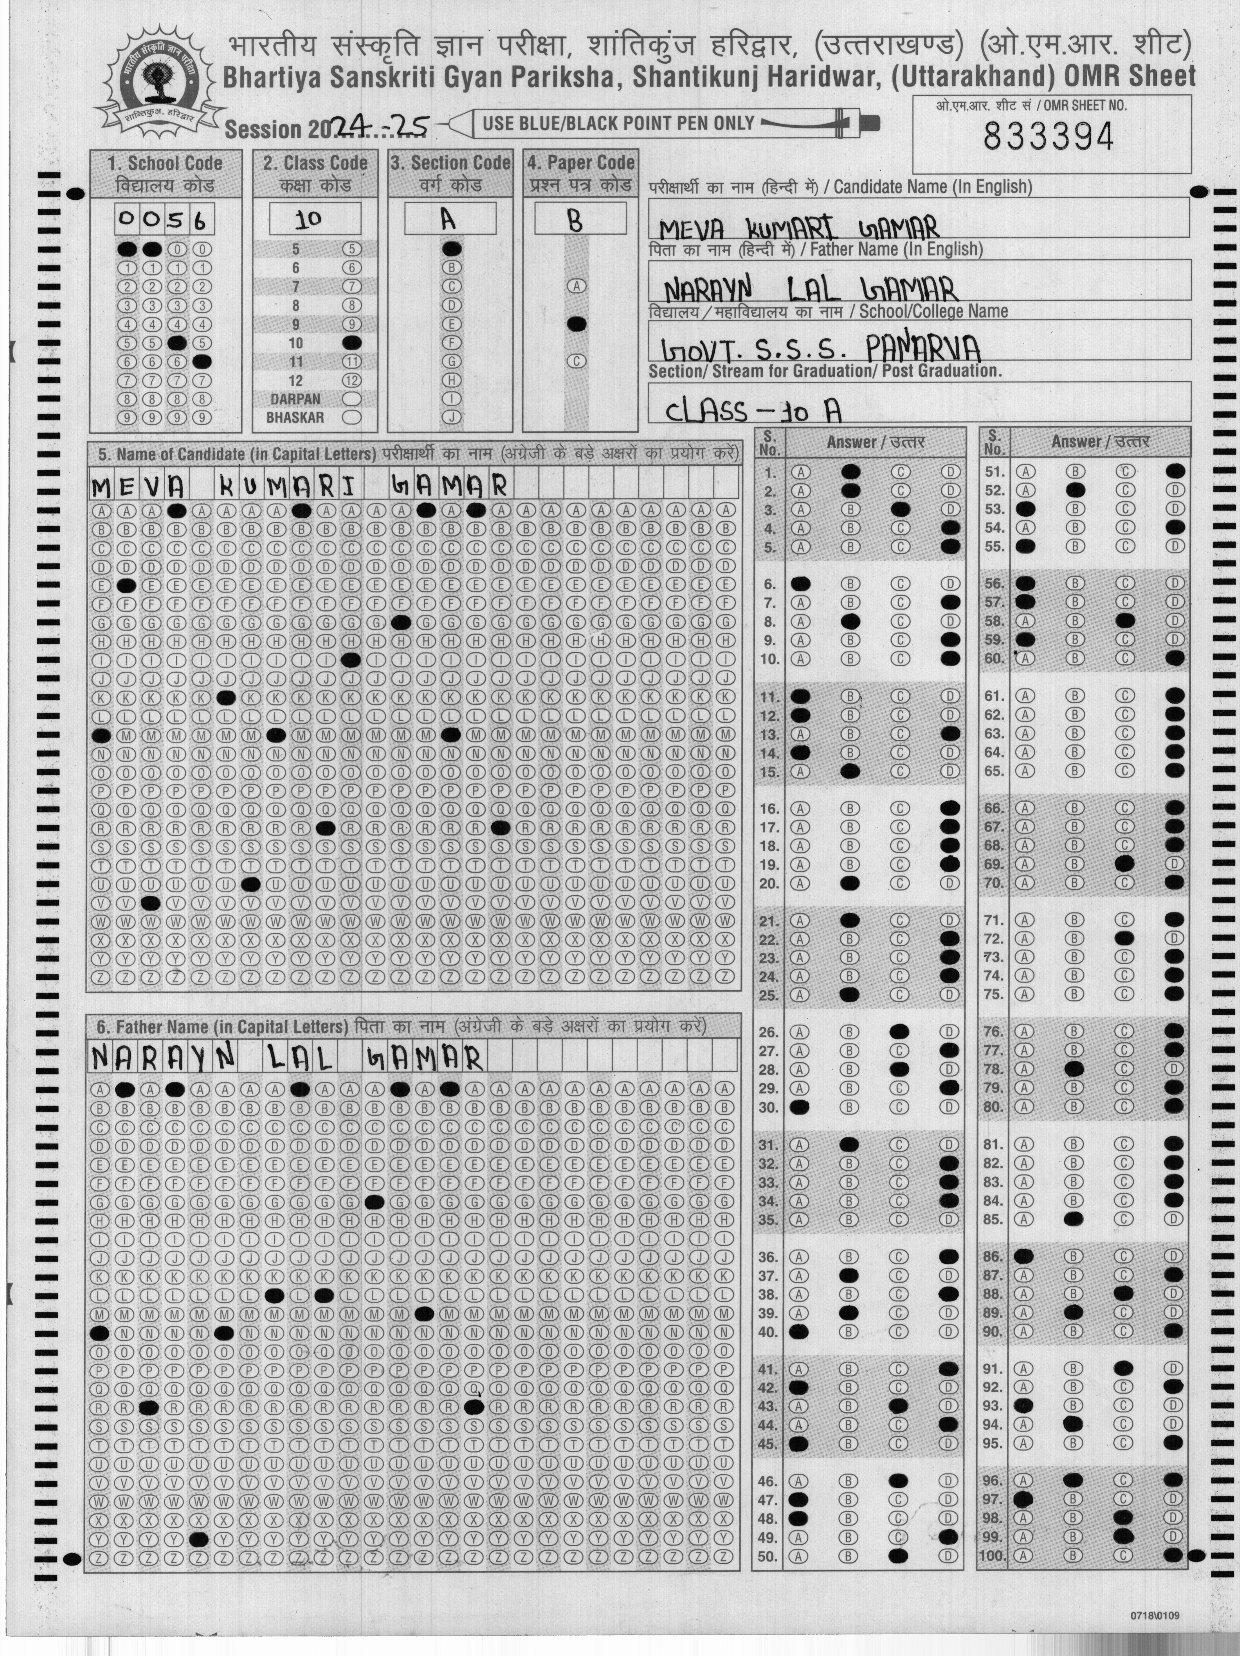 भारतीय संस्कृति ज्ञान परीक्षा, शांतिकुंज हरिद्वार, (उत्तराखण्ड) (ओ.एम.आर. शीट)
Bhartiya Sanskriti Gyan Pariksha, Shantikunj Haridwar, (Uttarakhand) OMR Sheet
Session 2024-25
USE BLUE/BLACK POINT PEN ONLY
ओ.एम.आर. शीट सं / OMR SHEET NO.
833394
1. School Code
विद्यालय कोड
0056
2. Class Code
कक्षा कोड
10
5
6
7
8
9
10
11
12
DARPAN
BHASKAR
3. Section Code
वर्ग कोड
A
4. Paper Code
प्रश्न पत्र कोड
B
परीक्षार्थी का नाम (हिन्दी में) / Candidate Name (In English)
MEVA KUMARI GAMAR
पिता का नाम (हिन्दी में) / Father Name (In English)
NARAYN LAL GAMAR
विद्यालय / महाविद्यालय का नाम / School/College Name
GOVT. S.S.S. PANARVA
Section/ Stream for Graduation/ Post Graduation.
CLASS - 10 A
5. Name of Candidate (in Capital Letters) परीक्षार्थी का नाम (अंग्रेजी के बड़े अक्षरों का प्रयोग करें)
MEVA KUMARI GAMAR
6. Father Name (in Capital Letters) पिता का नाम (अंग्रेजी के बड़े अक्षरों का प्रयोग करें)
NARAYN LAL GAMAR
S. No. Answer / उत्तर
S. No. Answer / उत्तर
0718\0109